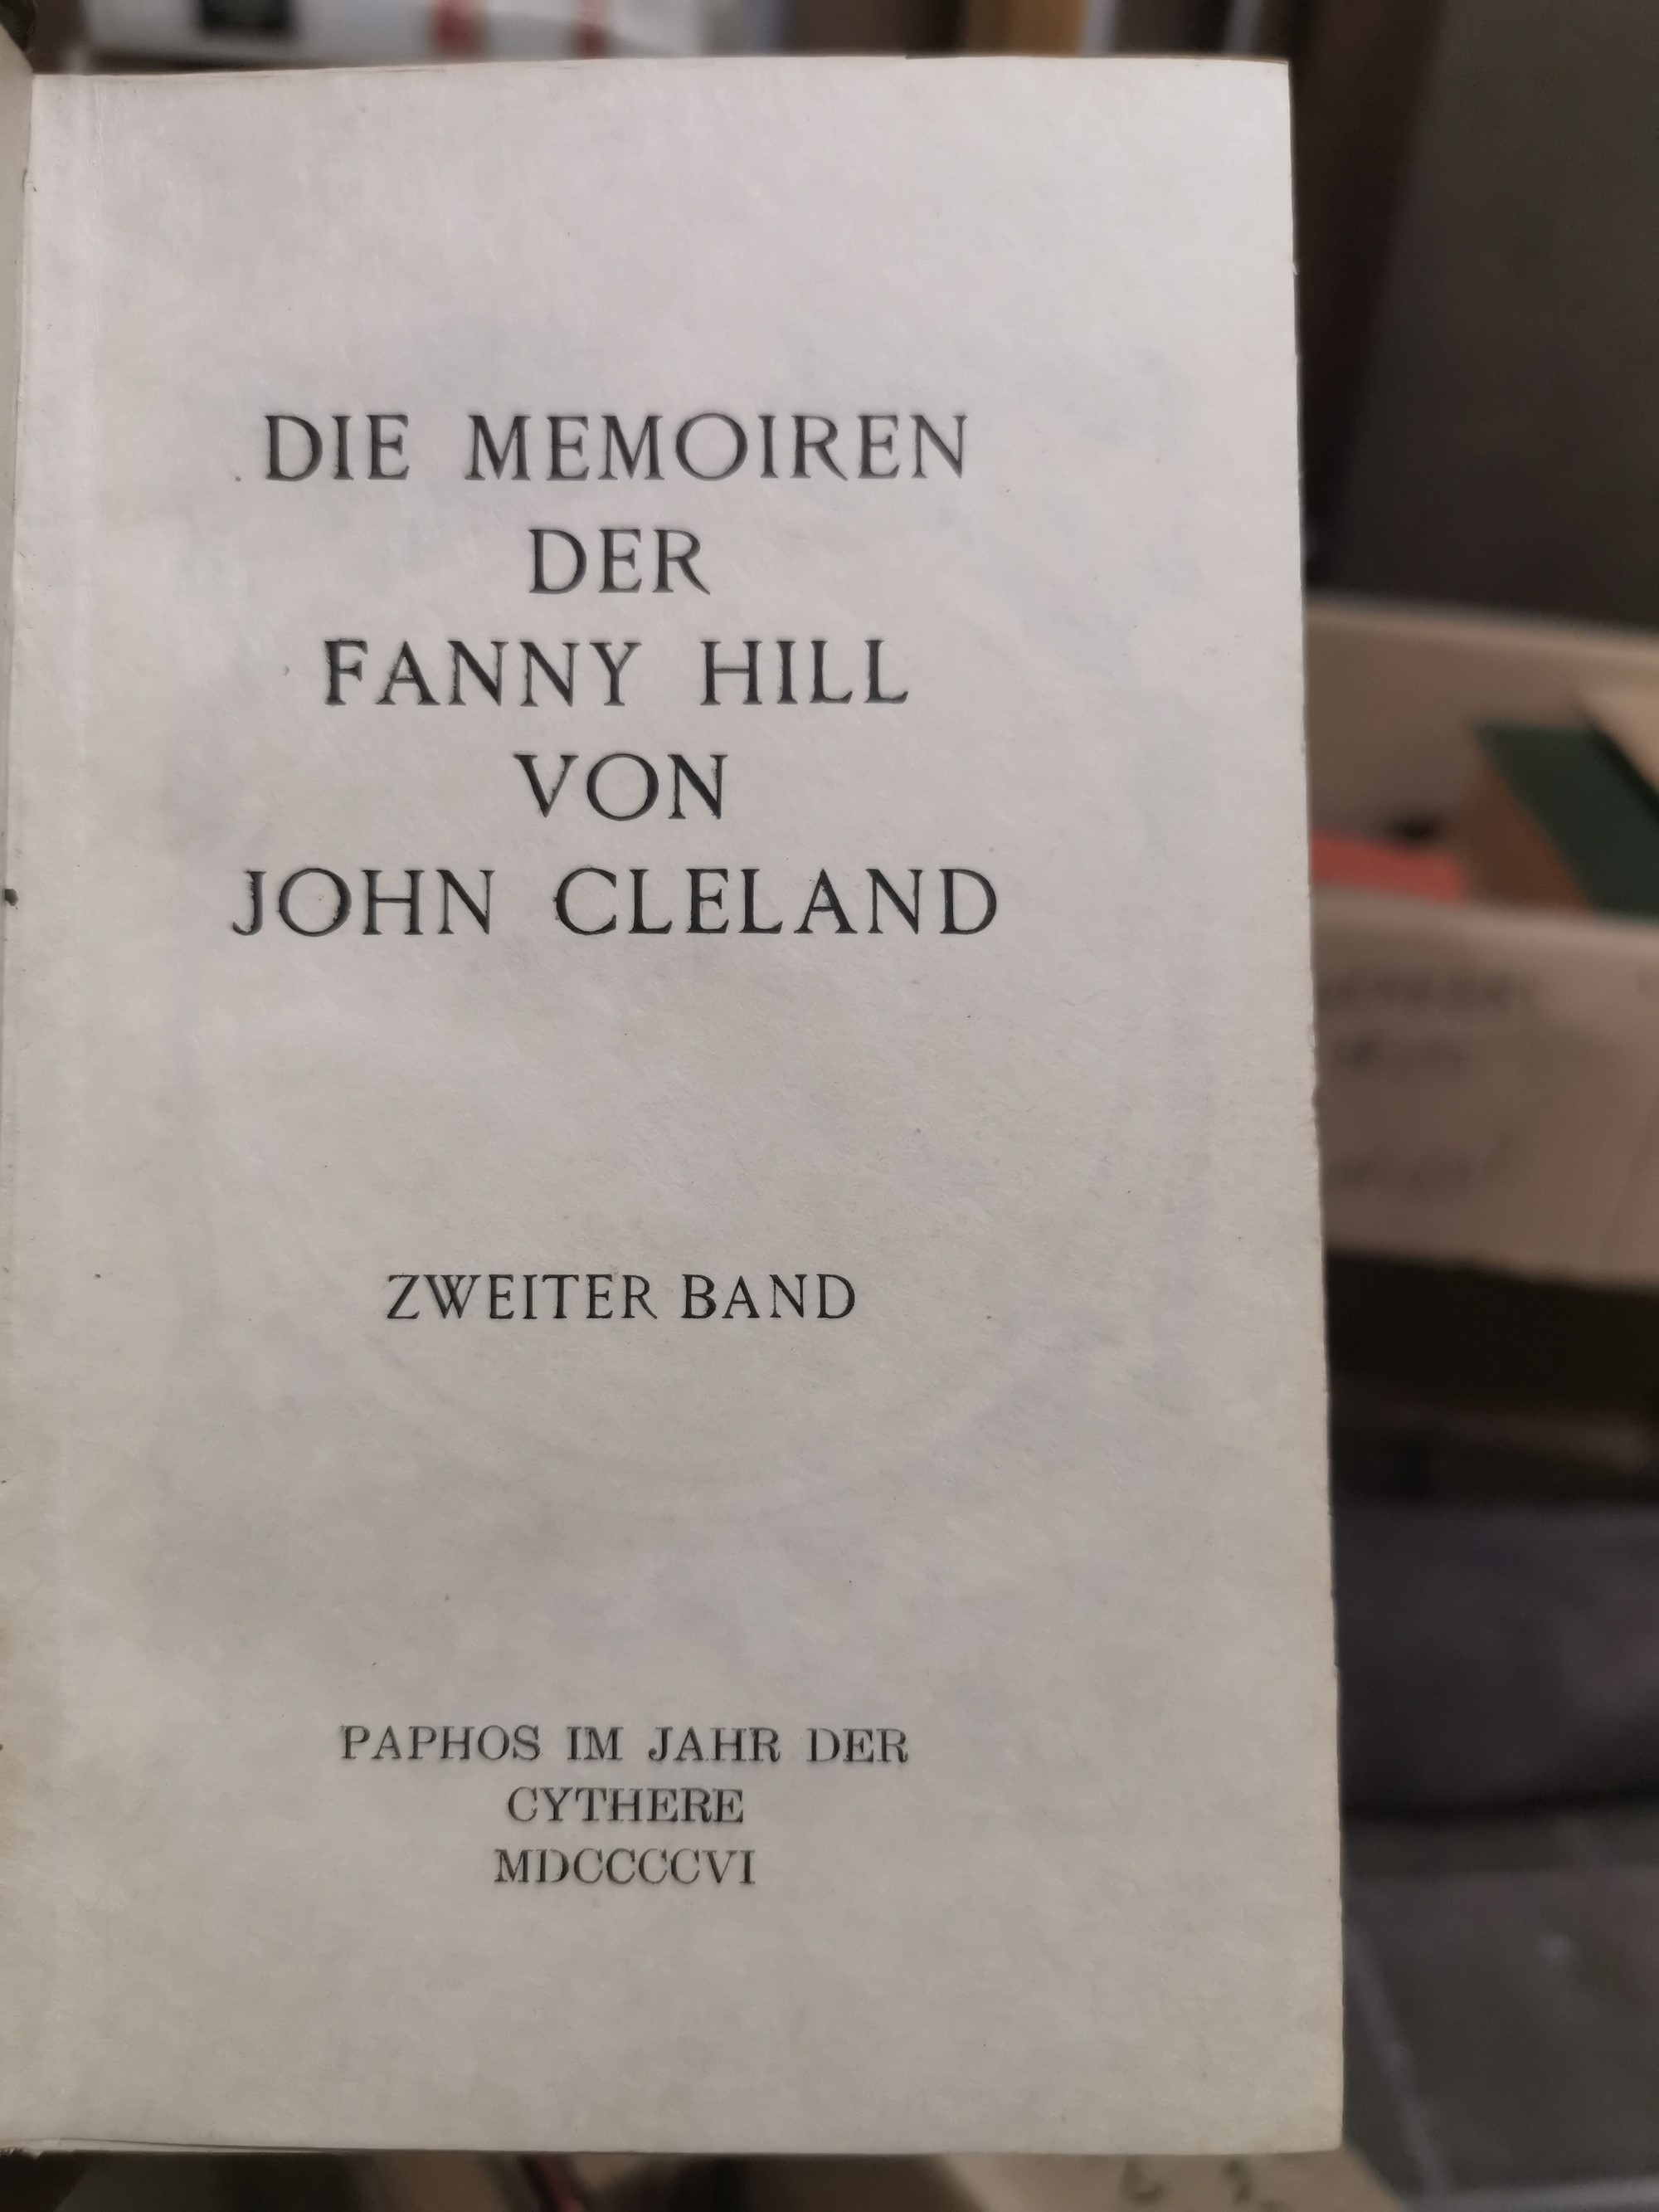 DIE MEMOIREN
DER
FANNY HILL
VON
JOHN CLELAND
ZWEITER BAND
PAPHOS IM JAHR DER
CYTHERE
MDCCCCVI